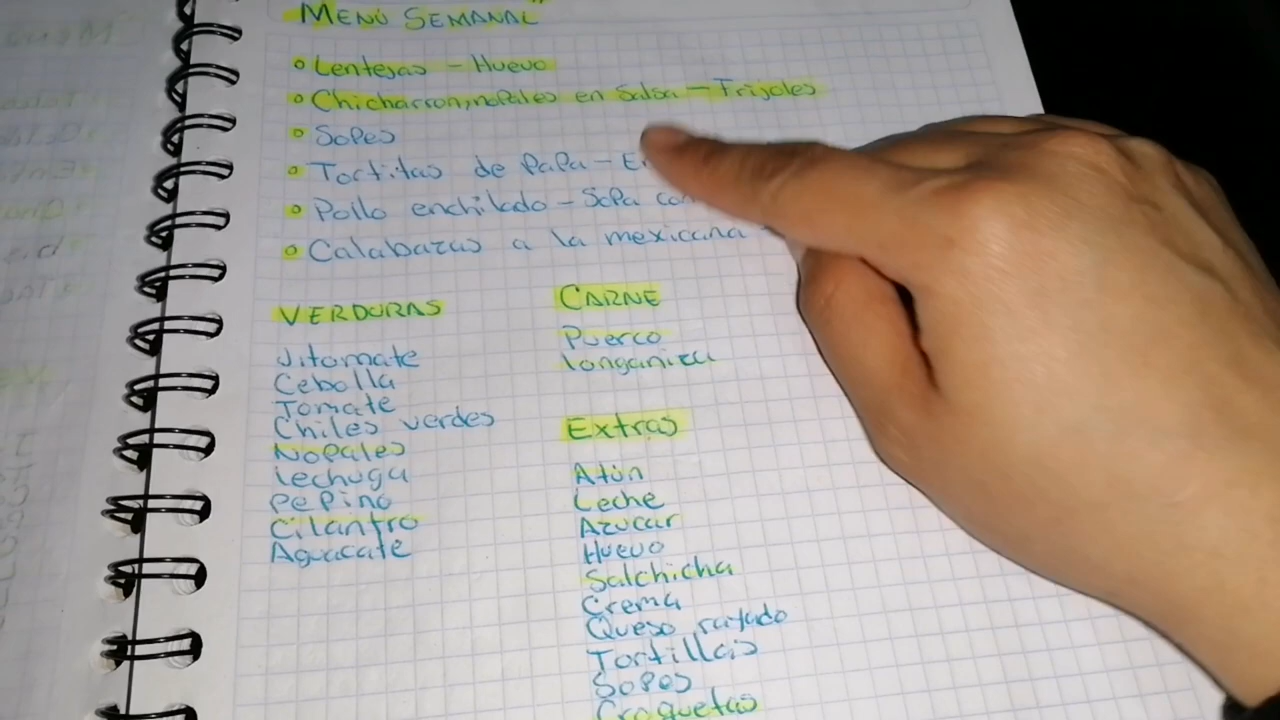 MENÚ SEMANAL
Lentejas - Huevo
Chicharron, nopales en salsa - Frijoles
Sopes
Tortitas de papa -
Pollo enchilado - Sopa
Calabazas a la mexicana
VERDURAS
Jitomate
Cebolla
Tomate
Chiles verdes
Nopales
Lechuga
Pepino
Cilantro
Aguacate
CARNE
Puerco
longaniza
Extras
Atún
Leche
Azucar
Huevo
Salchicha
Crema
Queso rayado
Tortillas
Sopes
Croquetas